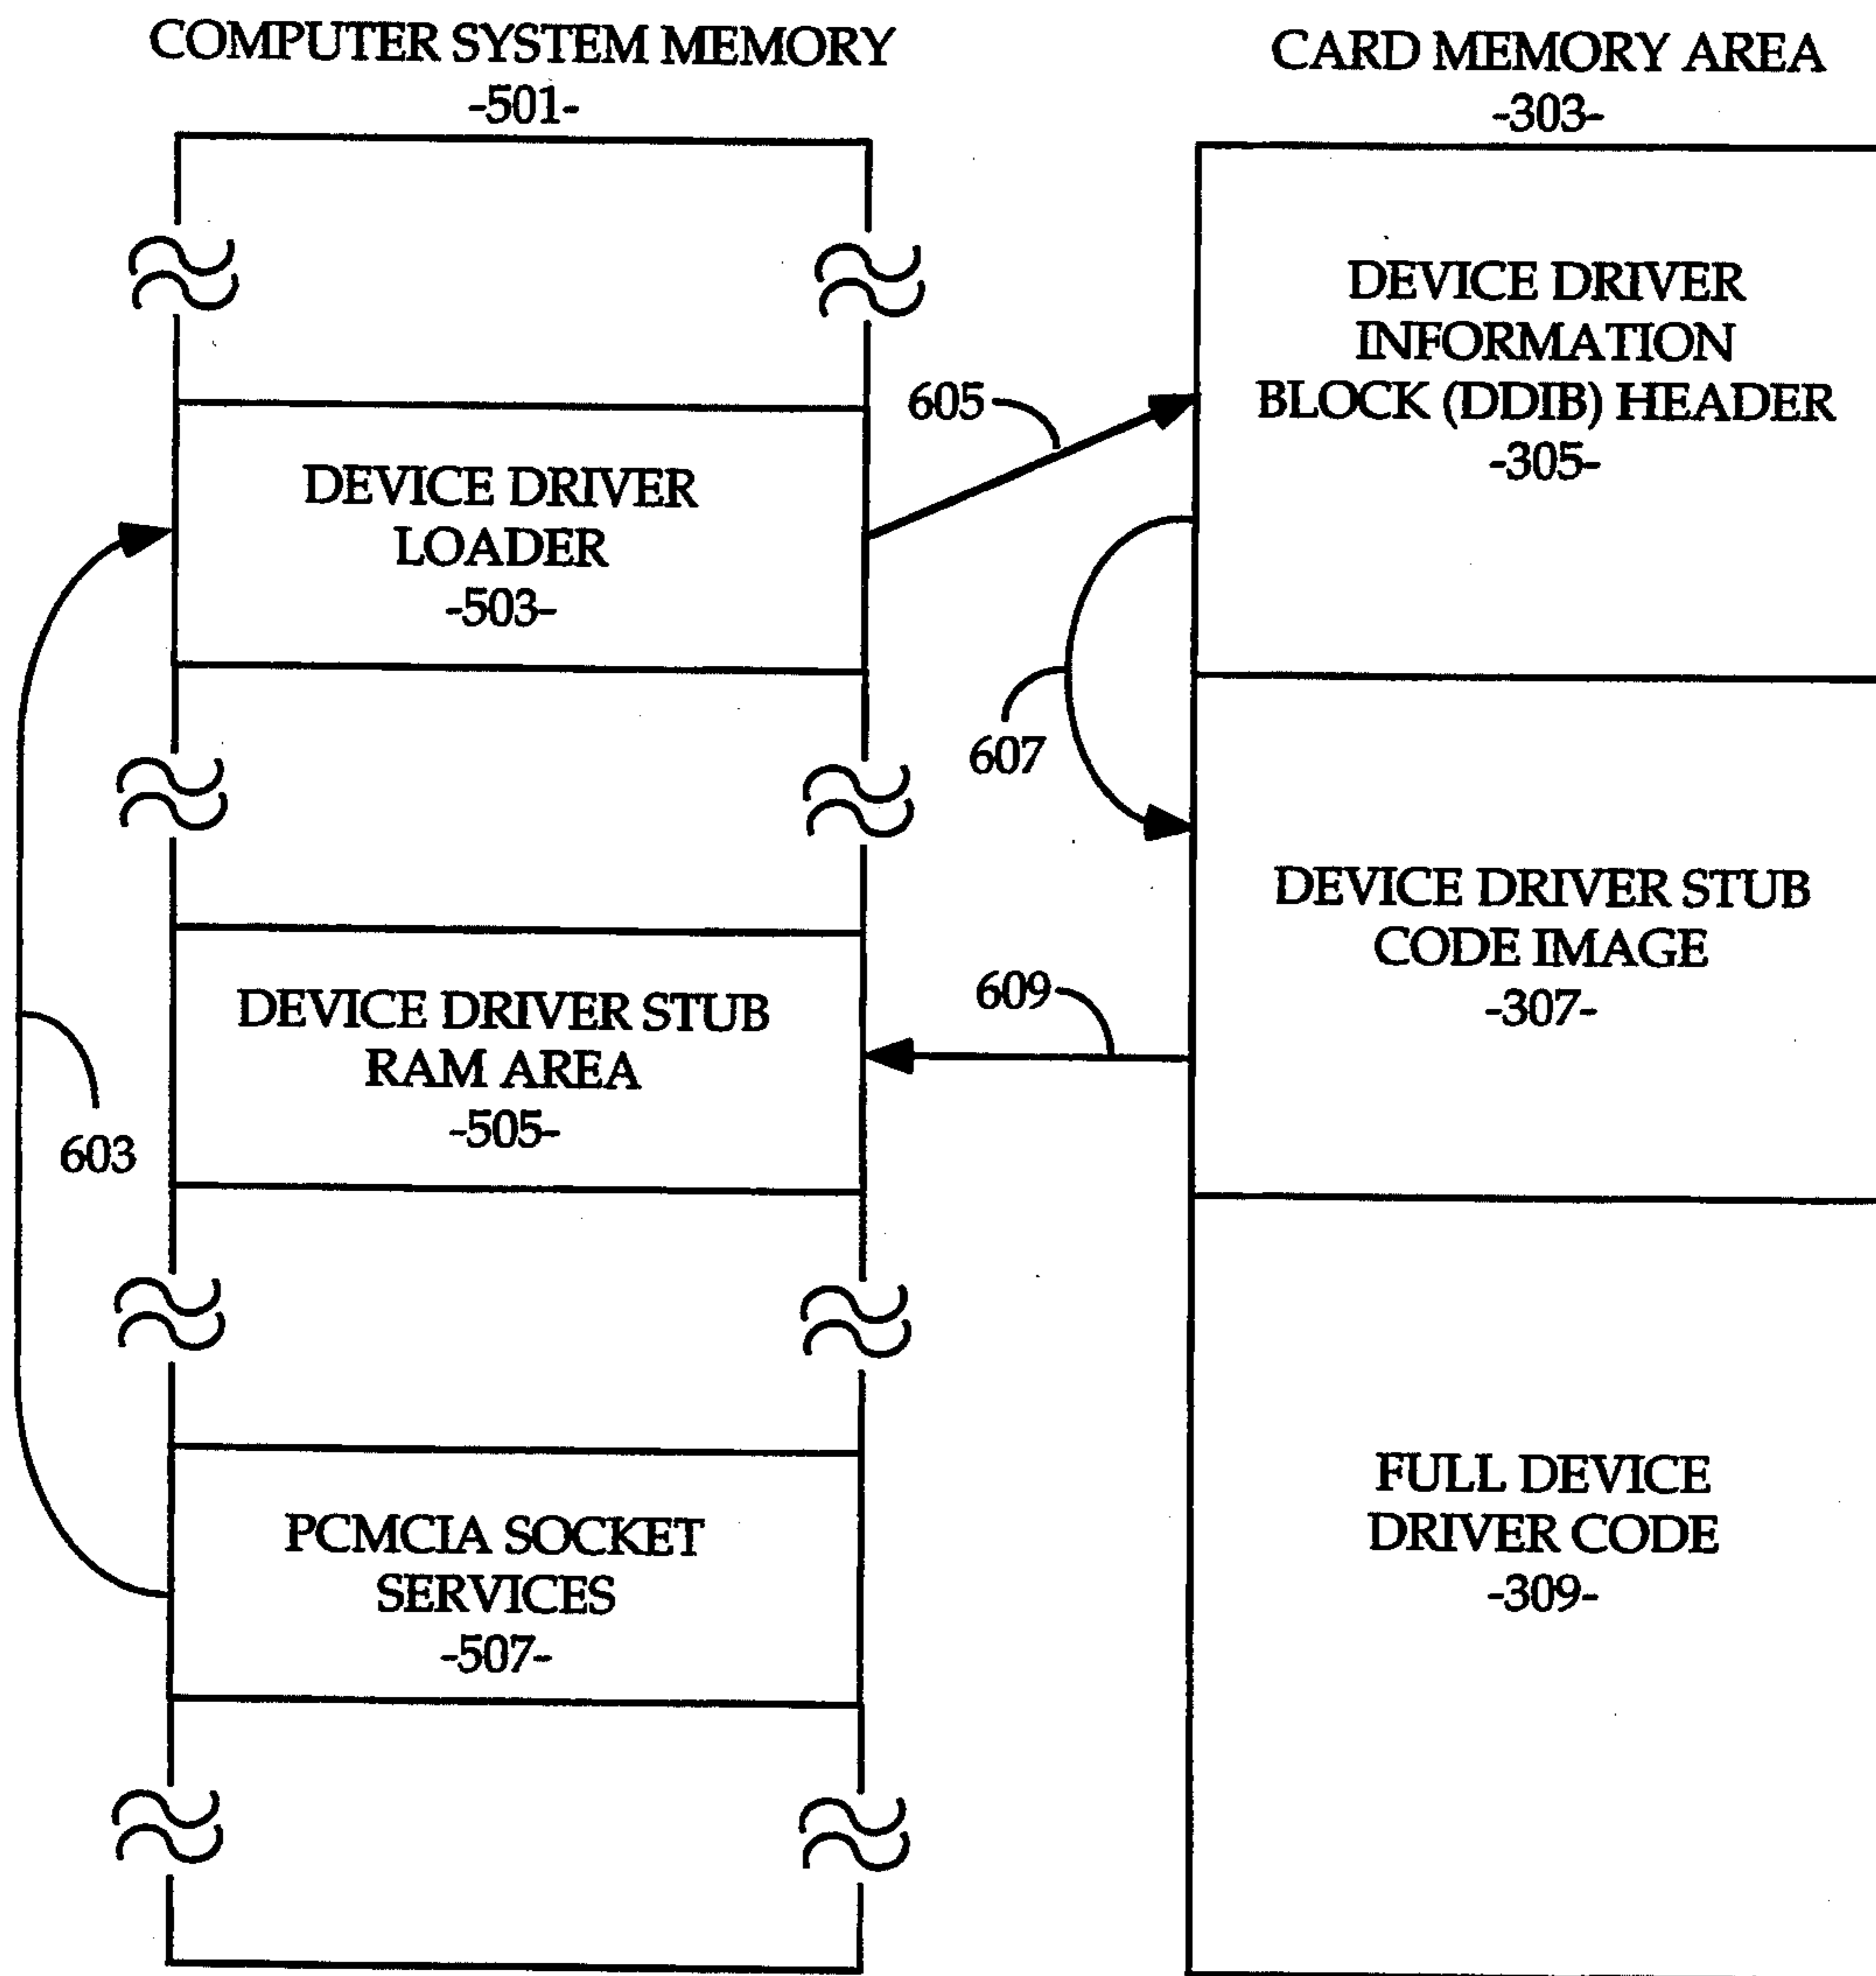 COMPUTER SYSTEM MEMORY
-501-
CARD MEMORY AREA
-303-
DEVICE DRIVER
INFORMATION
BLOCK (DDIB) HEADER
-305-
605
DEVICE DRIVER
LOADER
-503-
607
DEVICE DRIVER STUB
CODE IMAGE
-307-
609
DEVICE DRIVER STUB
RAM AREA
-505-
603
FULL DEVICE
DRIVER CODE
-309-
PCMCIA SOCKET
SERVICES
-507-